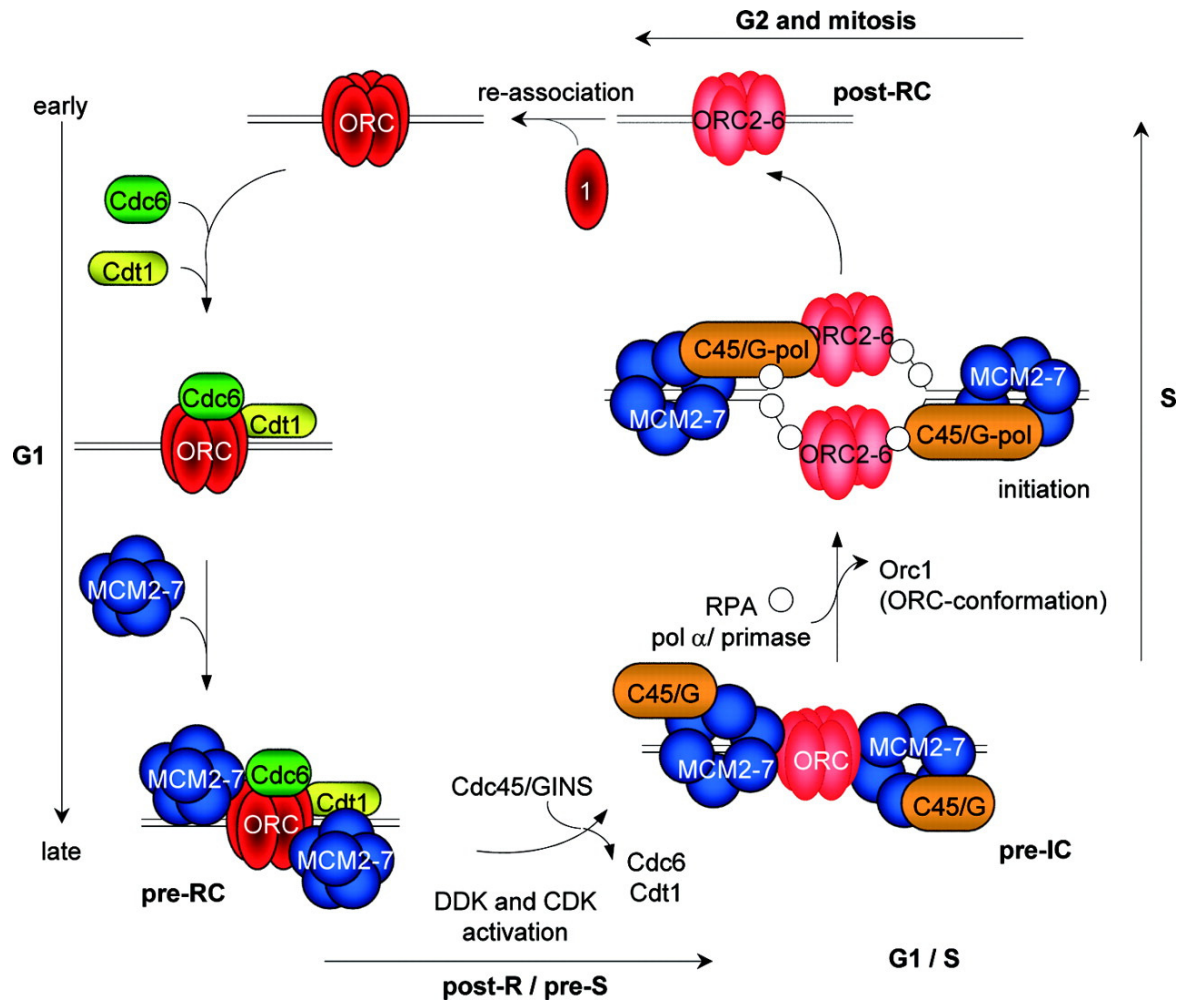 G2 and mitosis
early
re-association
post-RC
ORC
ORC2-6
1
Cdc6
Cdt1
C45/G-pol
ORC2-6
MCM2-7
MCM2-7
Cdc6
Cdt1
ORC
G1
S
ORC2-6
C45/G-pol
initiation
MCM2-7
Orc1
(ORC-conformation)
RPA
pol α/ primase
C45/G
MCM2-7
MCM2-7
ORC
C45/G
pre-IC
MCM2-7
Cdc6
Cdt1
ORC
MCM2-7
late
pre-RC
Cdc45/GINS
Cdc6
Cdt1
DDK and CDK
activation
G1 / S
post-R / pre-S